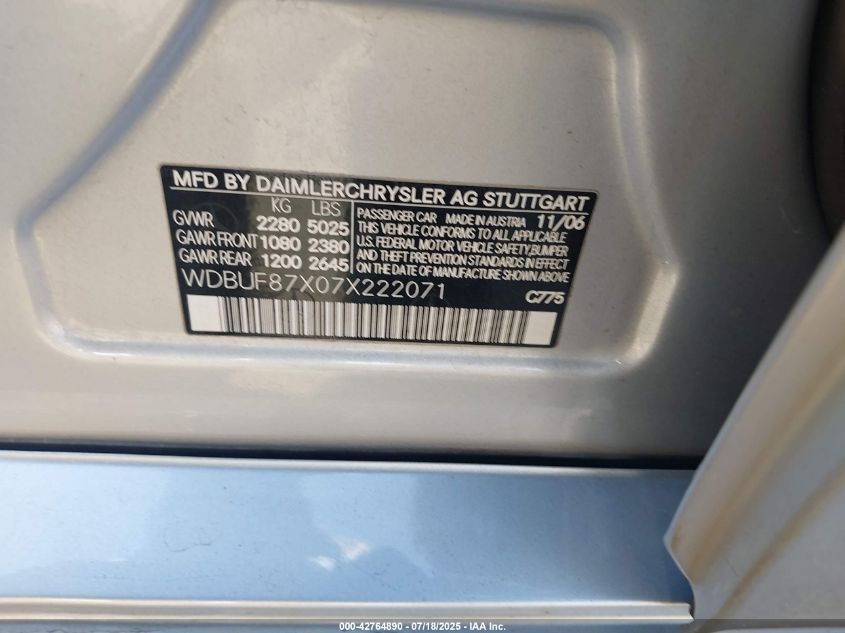 MFD BY DAIMLERCHRYSLER AG STUTTGART
KG LBS
GVWR 2280 5025
GAWR FRONT 1080 2380
GAWR REAR 1200 2645
PASSENGER CAR MADE IN AUSTRIA 11/06
THIS VEHICLE CONFORMS TO ALL APPLICABLE
U.S. FEDERAL MOTOR VEHICLE SAFETY, BUMPER
AND THEFT PREVENTION STANDARDS IN EFFECT
ON THE DATE OF MANUFACTURE SHOWN ABOVE
WDBUF87X07X222071
C775
000-42764890 - 07/18/2025 - IAA Inc.